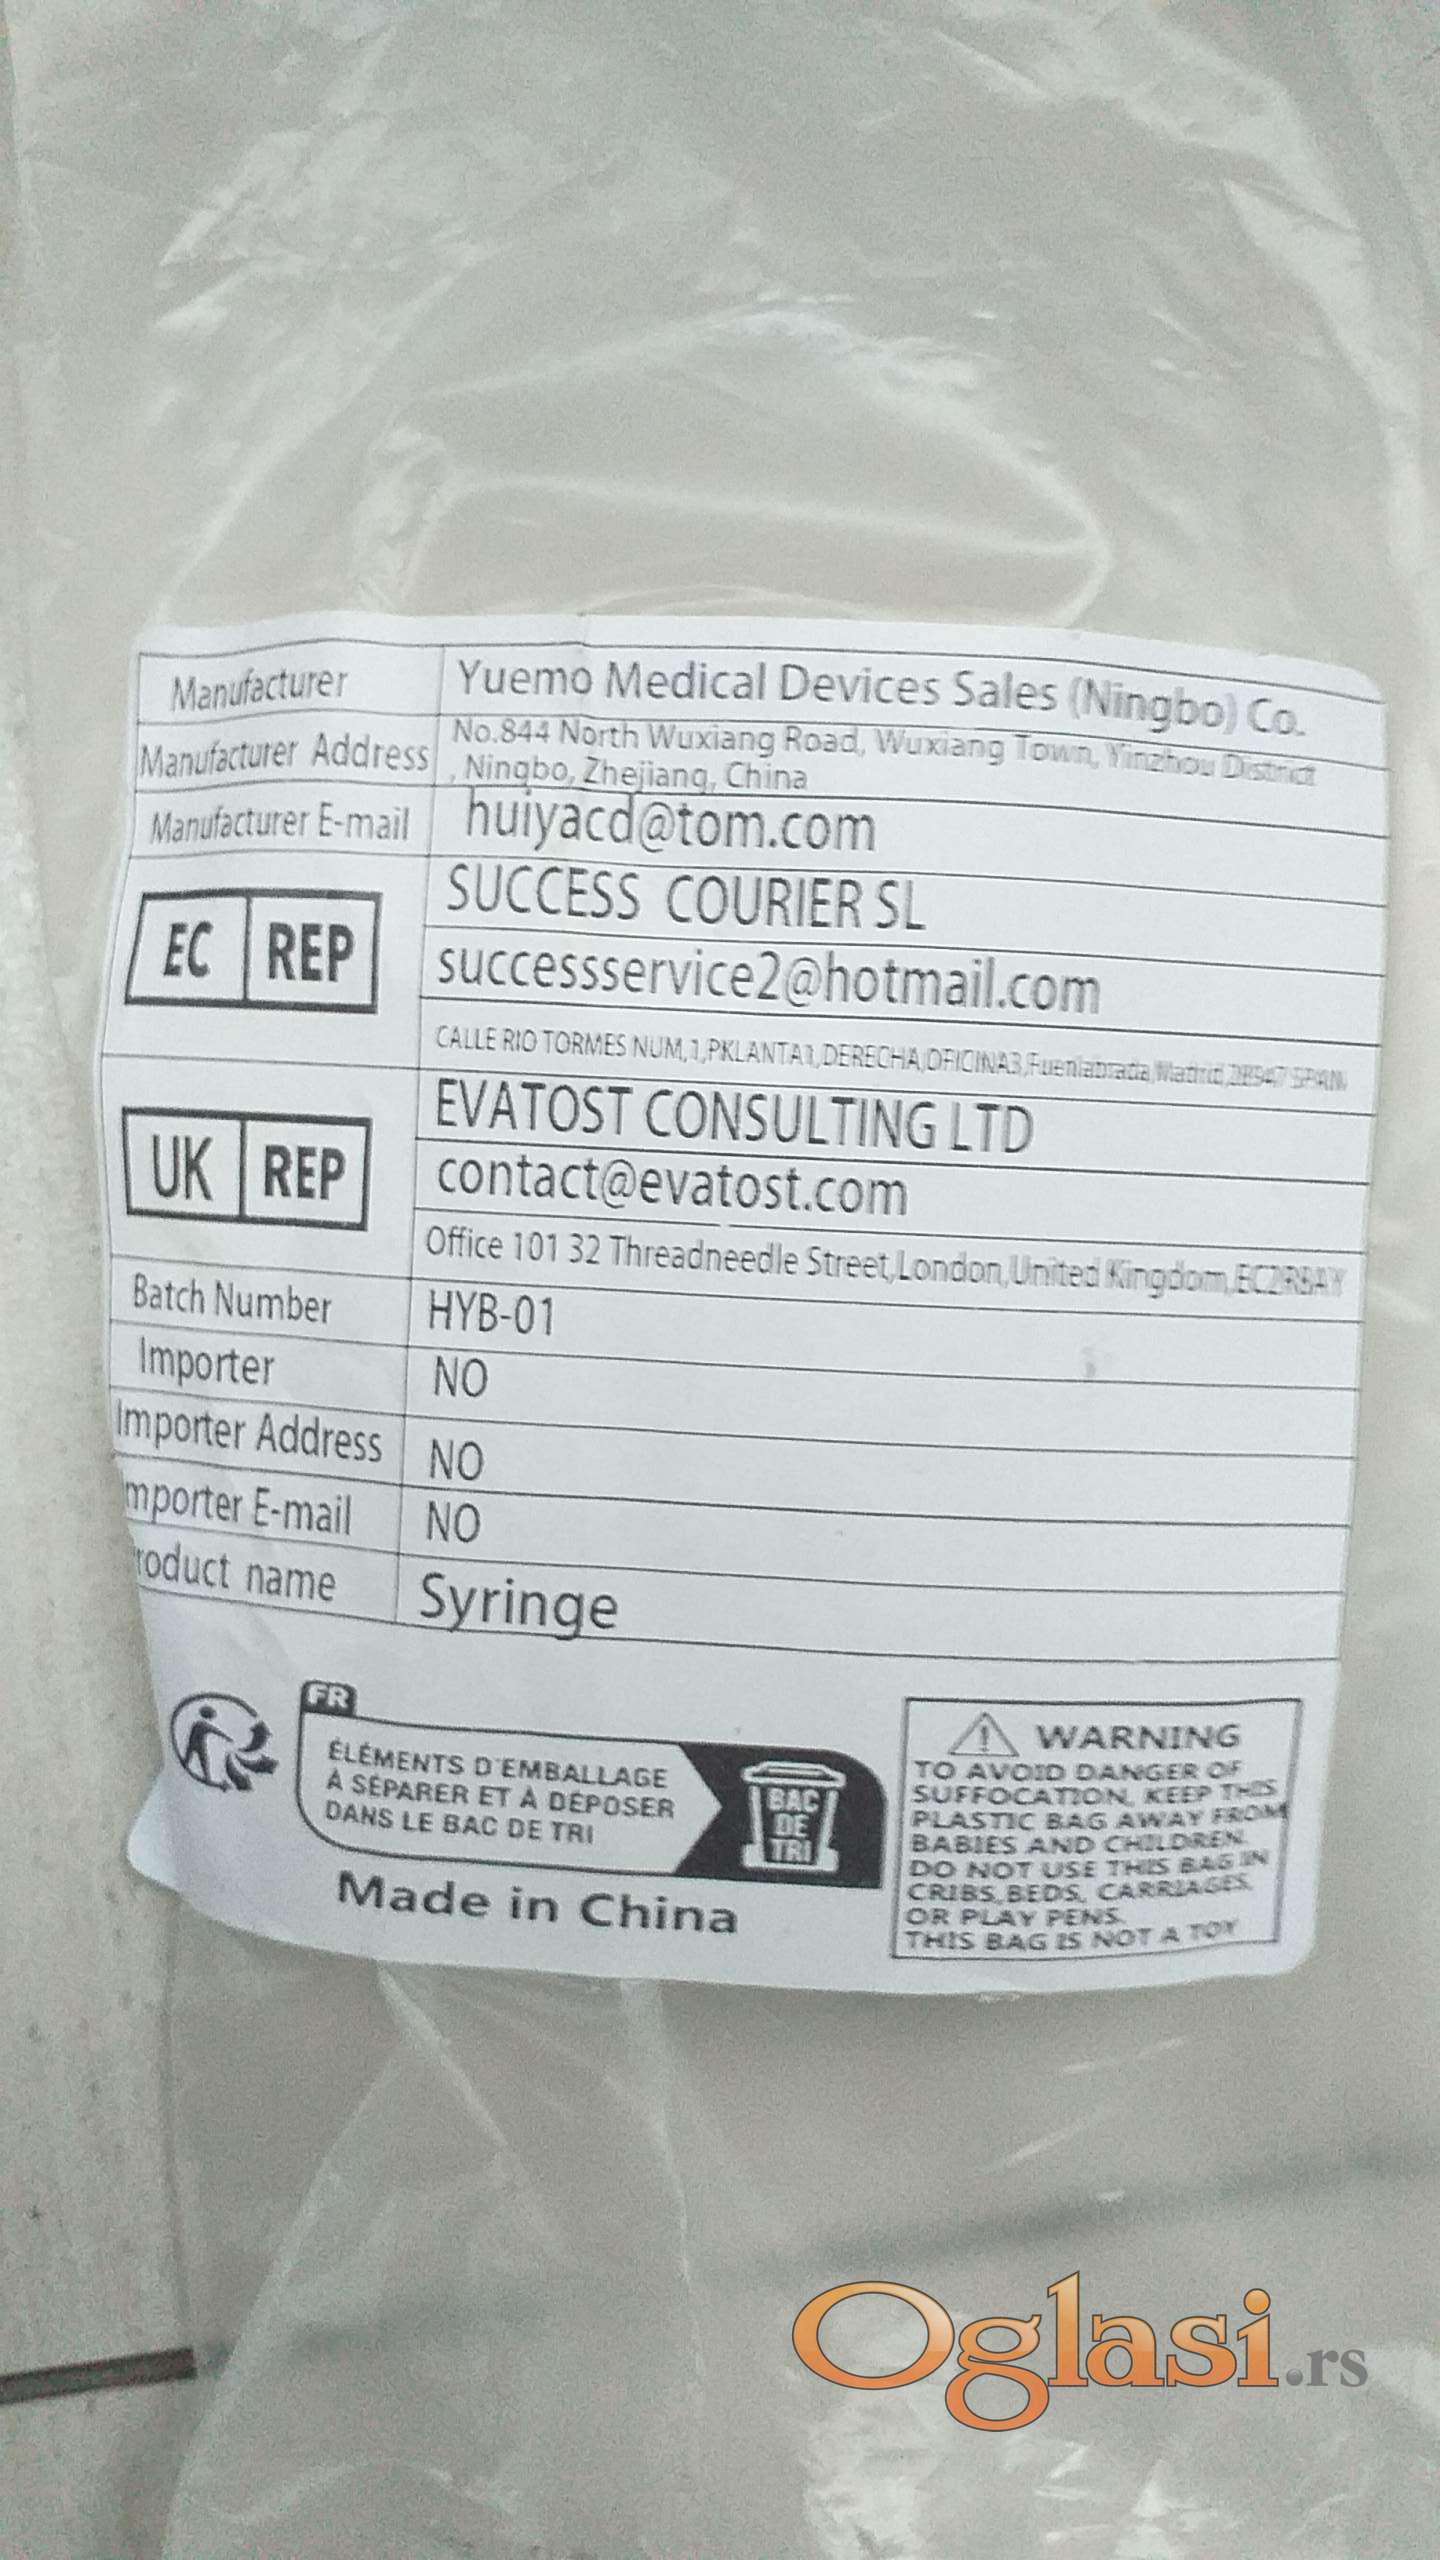 Manufacturer Yuemo Medical Devices Sales (Ningbo) Co.
Manufacturer Address No.844 North Wuxiang Road, Wuxiang Town, Yinzhou District
, Ningbo, Zhejiang, China
Manufacturer E-mail huiyacd@tom.com
EC REP
SUCCESS COURIER SL
successservice2@hotmail.com
CALLE RIO TORMES NUM,1,PKLANTA1,DERECHA,OFICINA3,Fuenlabrada,Madrid,28947 SPAIN
UK REP
EVATOST CONSULTING LTD
contact@evatost.com
Office 101 32 Threadneedle Street,London,United Kingdom,EC2R8AY
Batch Number HYB-01
Importer NO
Importer Address NO
mporter E-mail NO
roduct name Syringe
FR
ÉLÉMENTS D'EMBALLAGE
À SÉPARER ET À DÉPOSER
DANS LE BAC DE TRI
BAC
DE
TRI
Made in China
WARNING
TO AVOID DANGER OF
SUFFOCATION, KEEP THIS
PLASTIC BAG AWAY FROM
BABIES AND CHILDREN.
DO NOT USE THIS BAG IN
CRIBS, BEDS, CARRIAGES,
OR PLAY PENS.
THIS BAG IS NOT A TOY
Oglasi.rs